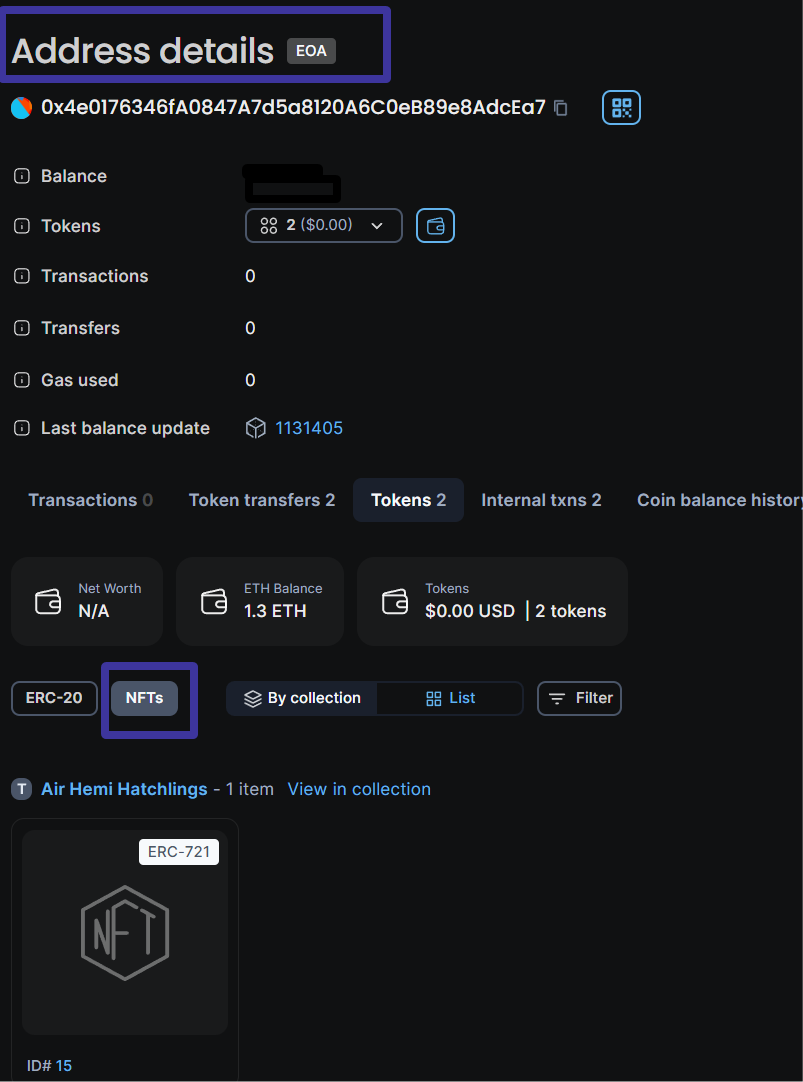 Address details EOA
0x4e0176346fA0847A7d5a8120A6C0eB89e8AdcEa7
Balance
Tokens 2 ($0.00)
Transactions 0
Transfers 0
Gas used 0
Last balance update 1131405
Transactions 0 Token transfers 2 Tokens 2 Internal txns 2 Coin balance history
Net Worth ETH Balance Tokens
N/A 1.3 ETH $0.00 USD | 2 tokens
ERC-20 NFTs By collection List Filter
T Air Hemi Hatchlings - 1 item View in collection
ERC-721
NFT
ID# 15